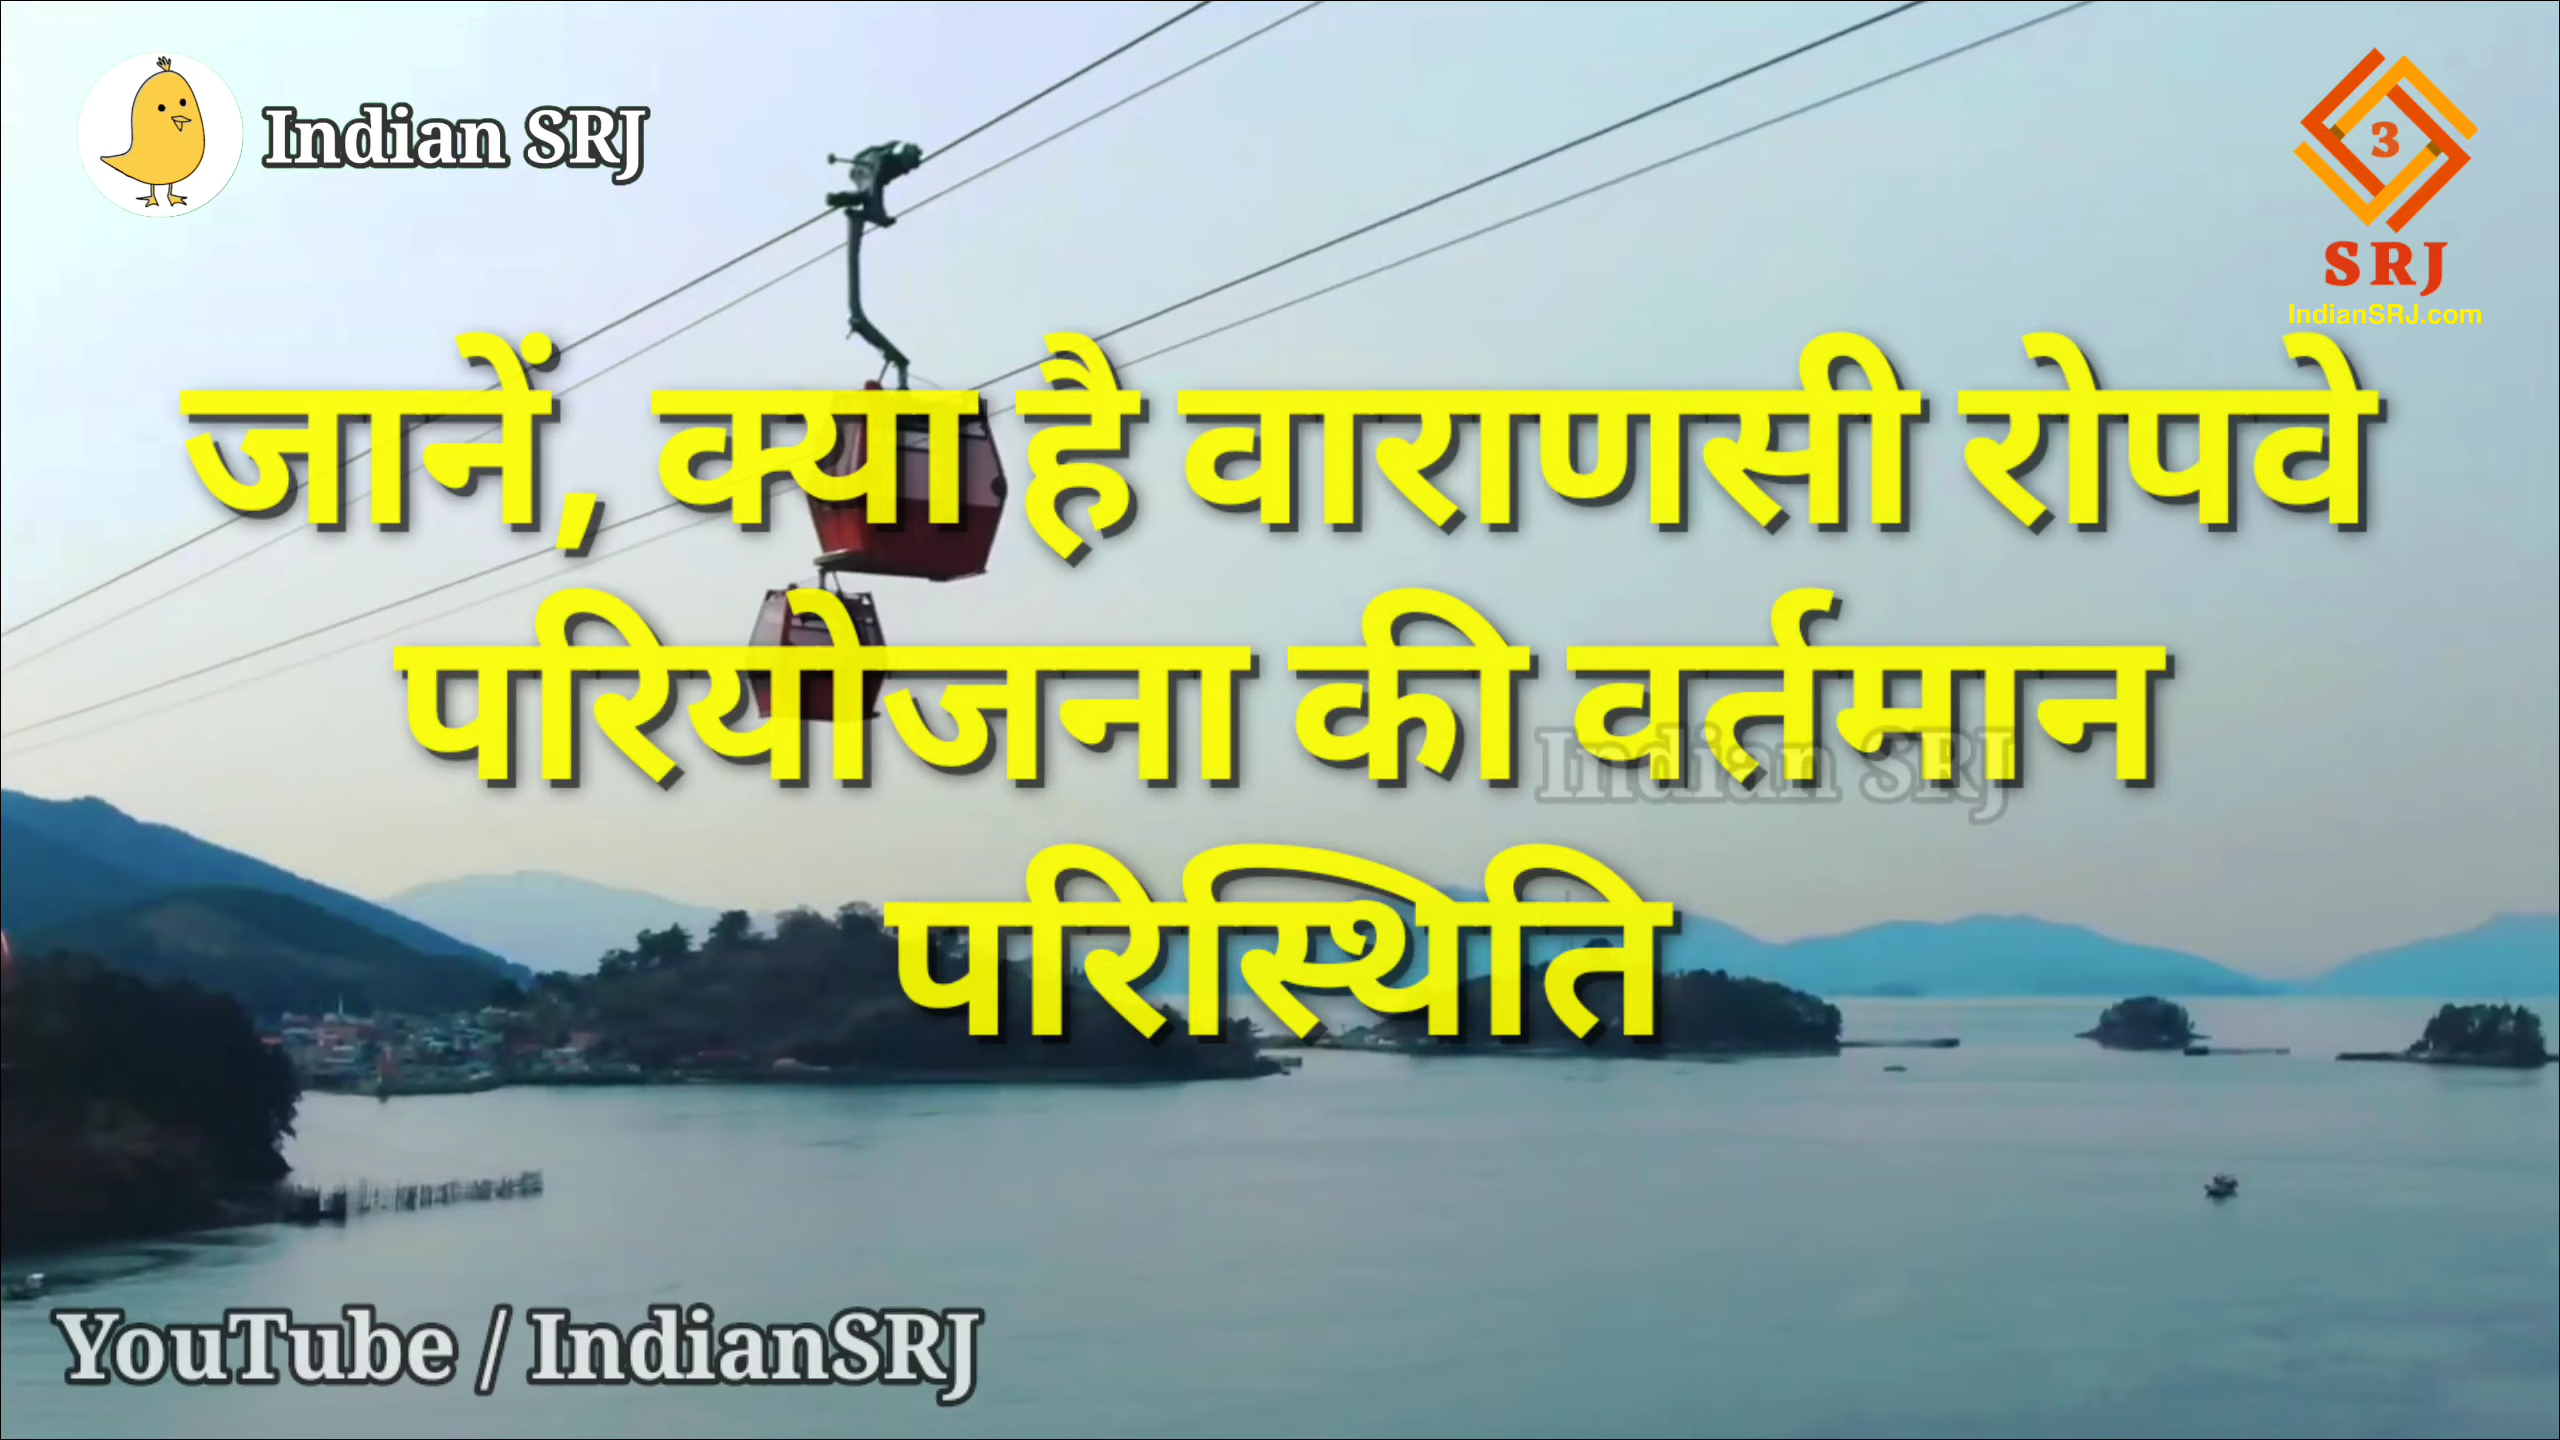 Indian SRJ
3
SRJ
IndianSRJ.com
जानें, क्या है वाराणसी रोपवे
परियोजना की वर्तमान
Indian SRJ
परिस्थिति
YouTube / IndianSRJ